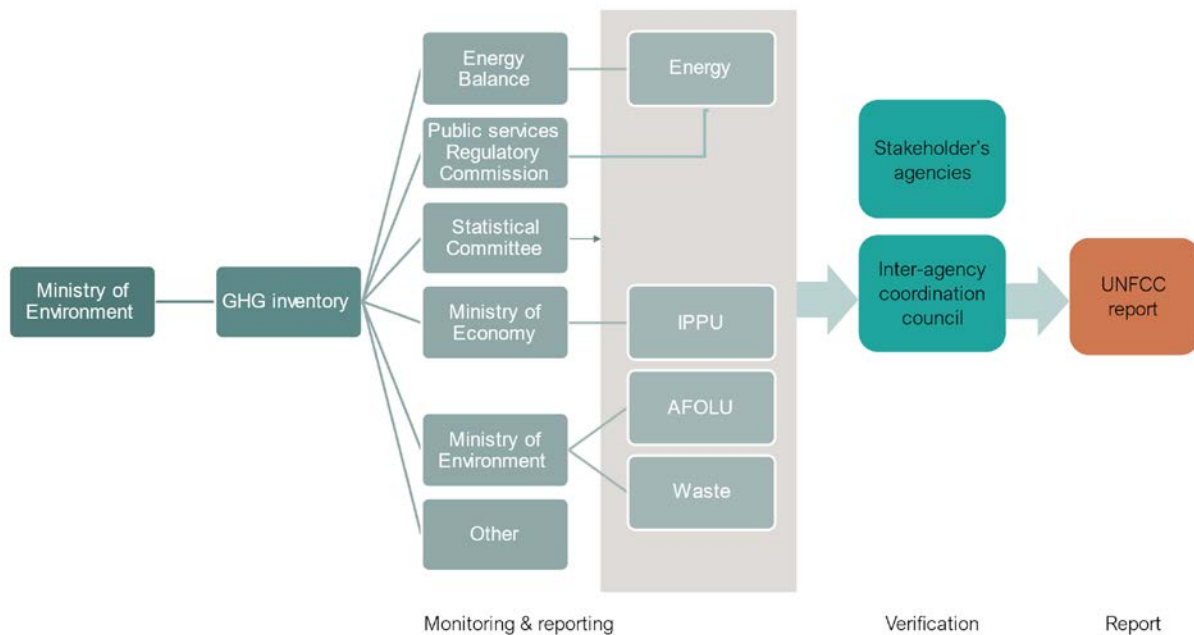 Ministry of
Environment
GHG inventory
Energy
Balance
Public services
Regulatory
Commission
Statistical
Committee
Ministry of
Economy
Ministry of
Environment
Other
Energy
IPPU
AFOLU
Waste
Stakeholder's
agencies
Inter-agency
coordination
council
UNFCC
report
Monitoring & reporting
Verification
Report